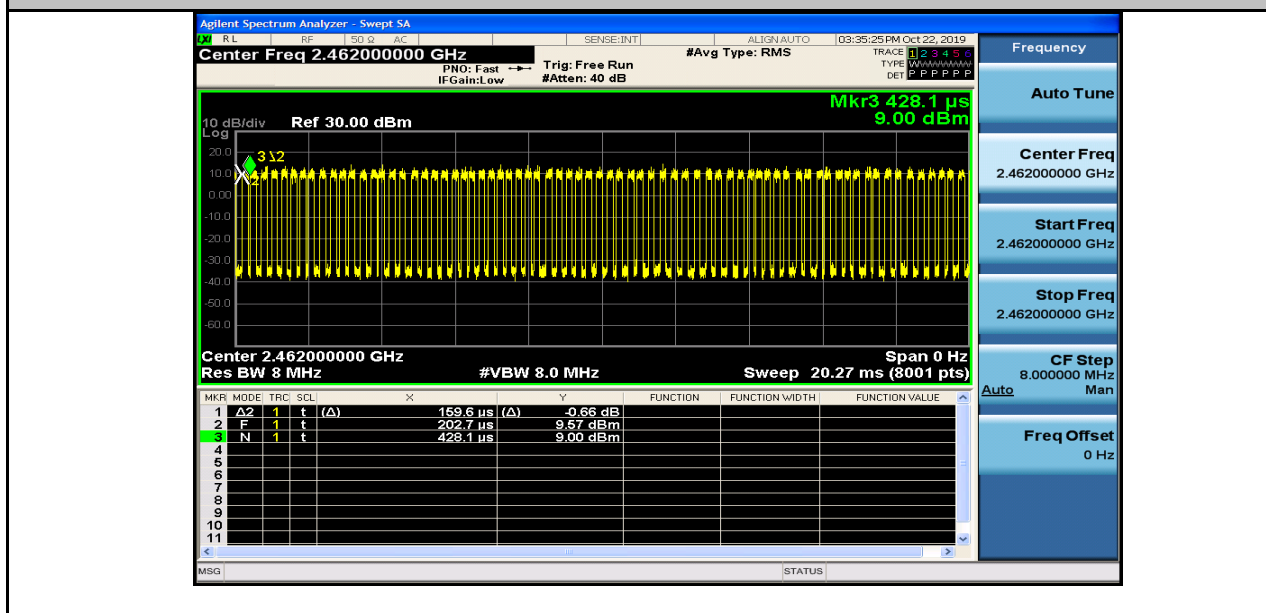 Agilent Spectrum Analyzer - Swept SA
LXI RL RF 50 Ω AC SENSE:INT ALIGN AUTO 03:35:25 PM Oct 22, 2019
Center Freq 2.462000000 GHz #Avg Type: RMS TRACE 1 2 3 4 5 6
PNO: Fast Trig: Free Run TYPE WWWWWW
IFGain:Low #Atten: 40 dB DET P P P P P P
Mkr3 428.1 µs
9.00 dBm
10 dB/div Ref 30.00 dBm
Log
20.0
10.0
0.00
-10.0
-20.0
-30.0
-40.0
-50.0
-60.0
3Δ2
2
Center 2.462000000 GHz Span 0 Hz
Res BW 8 MHz #VBW 8.0 MHz Sweep 20.27 ms (8001 pts)
MKR MODE TRC SCL X Y FUNCTION FUNCTION WIDTH FUNCTION VALUE
1 Δ2 1 t (Δ) 159.6 µs (Δ) -0.66 dB
2 F 1 t 202.7 µs 9.57 dBm
3 N 1 t 428.1 µs 9.00 dBm
4
5
6
7
8
9
10
11
MSG STATUS
Frequency
Auto Tune
Center Freq
2.462000000 GHz
Start Freq
2.462000000 GHz
Stop Freq
2.462000000 GHz
CF Step
8.000000 MHz
Auto Man
Freq Offset
0 Hz